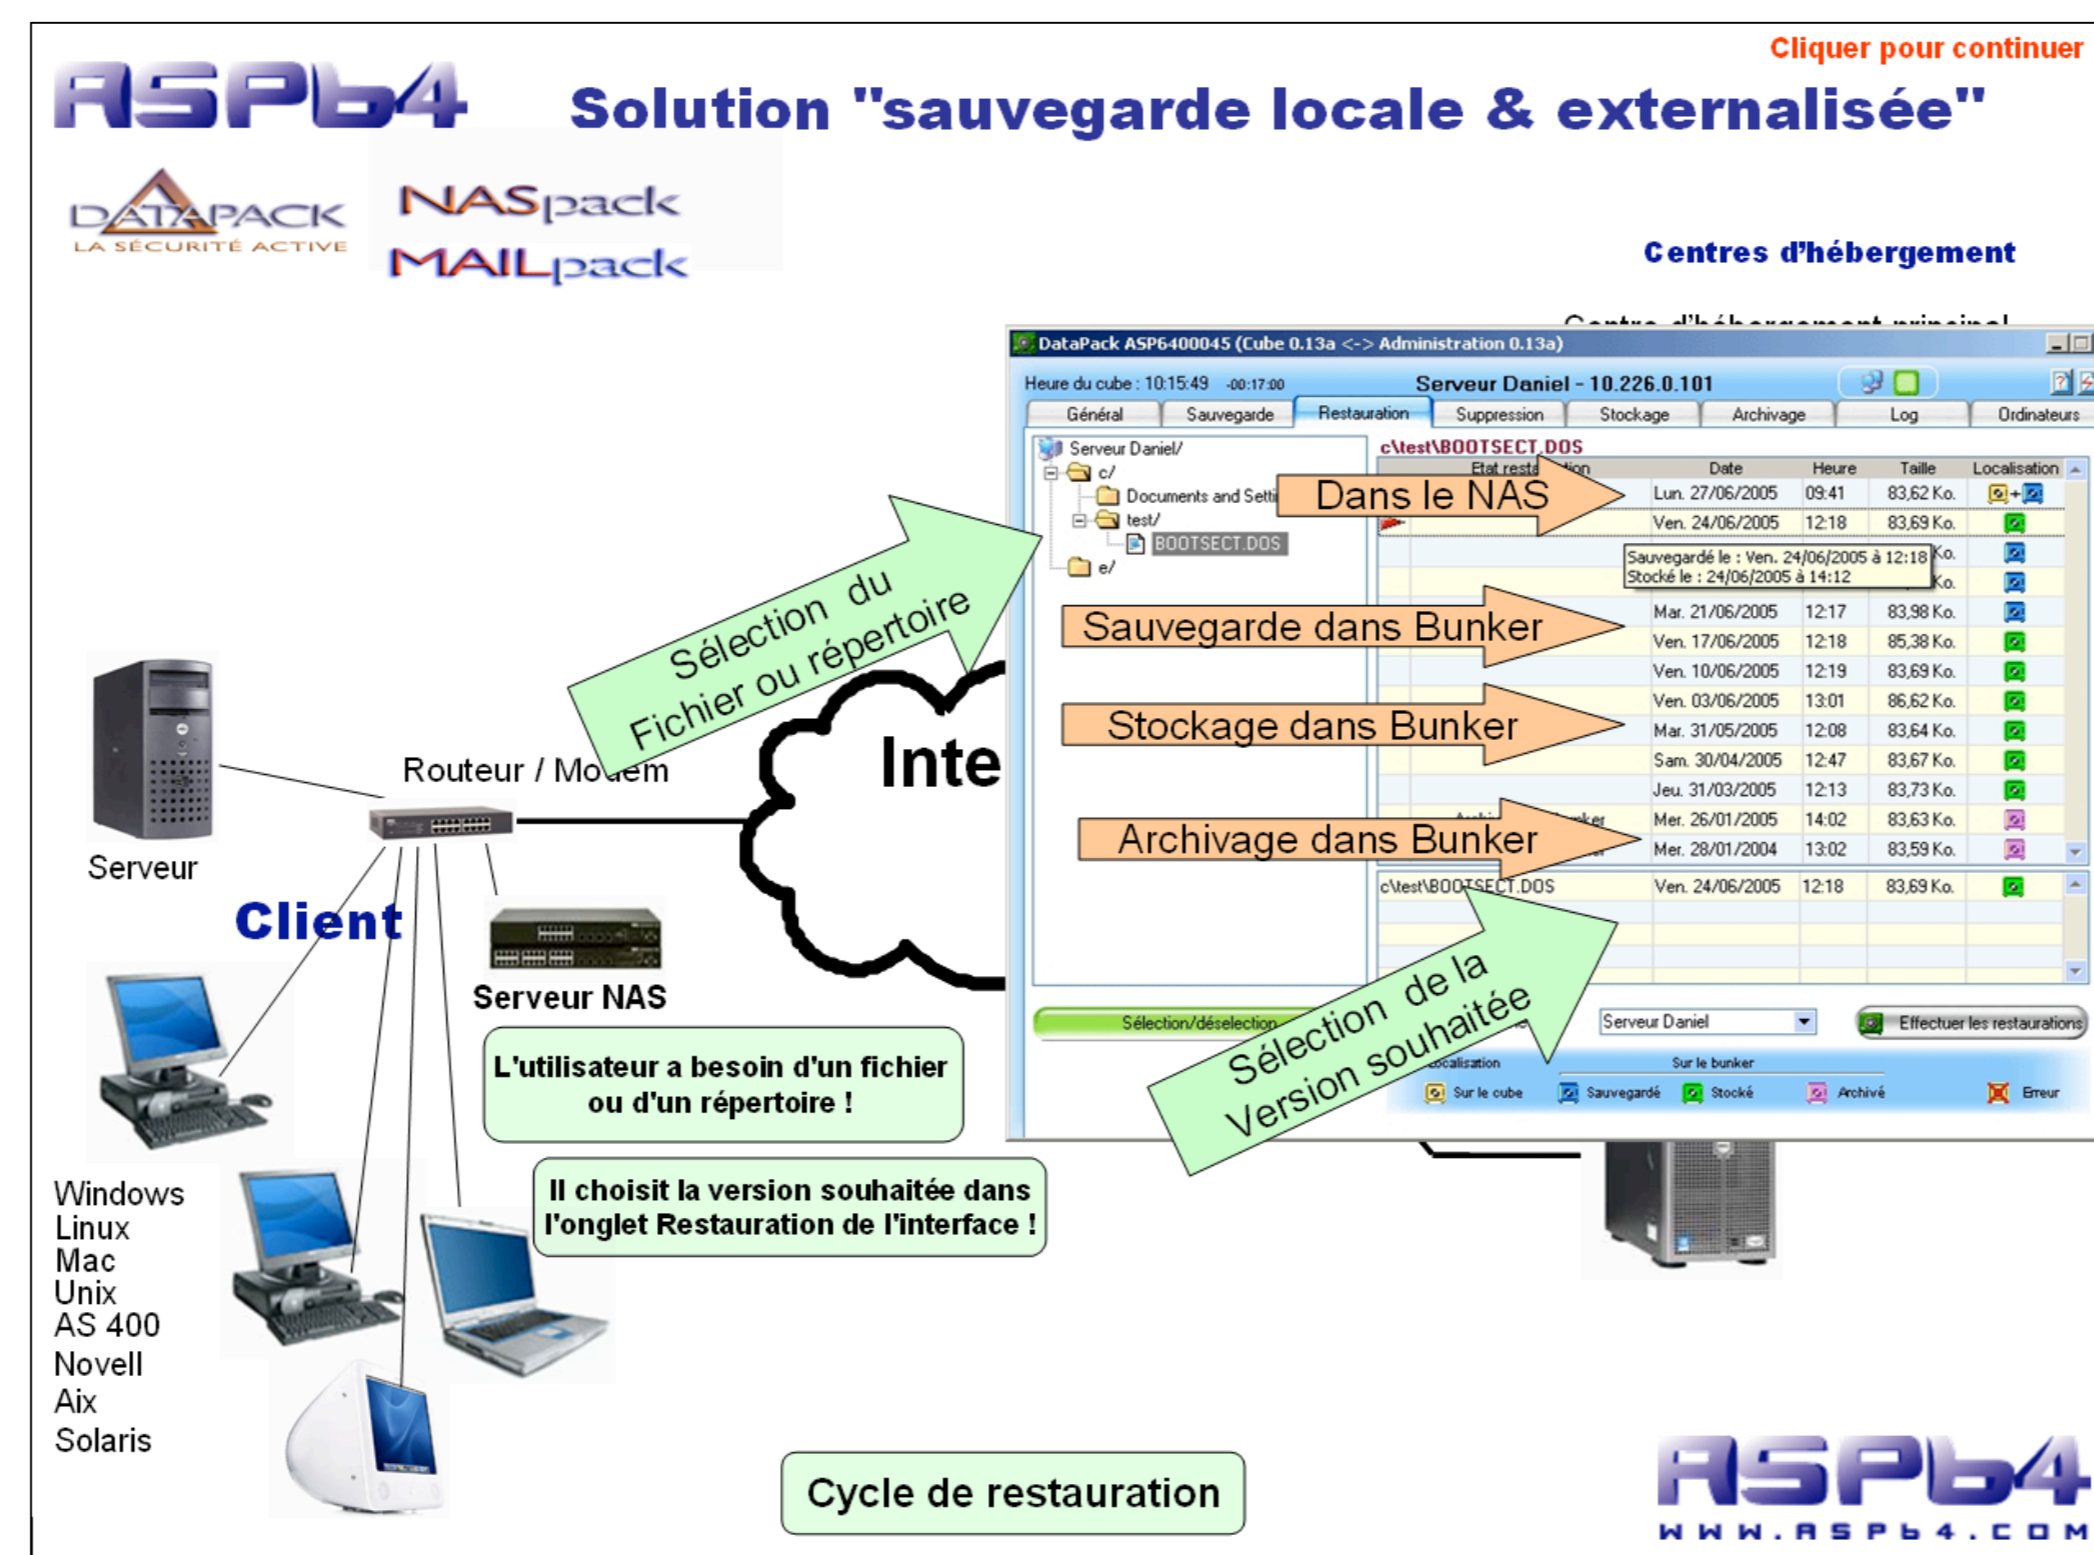 Cliquer pour continuer
ASP64
Solution "sauvegarde locale & externalisée"
DATAPACK
LA SÉCURITÉ ACTIVE
NASpack
MAILpack
Centres d'hébergement
Centre d'hébergement principal
DataPack ASP6400045 (Cube 0.13a <-> Administration 0.13a)
Heure du cube : 10:15:49 -00:17:00
Serveur Daniel - 10.226.0.101
Général Sauvegarde Restauration Suppression Stockage Archivage Log Ordinateurs
Serveur Daniel/
c/
Documents and Setti
test/
BOOTSECT.DOS
e/
c\test\BOOTSECT.DOS
Date Heure Taille Localisation
Dans le NAS
Lun. 27/06/2005 09:41 83,62 Ko. +
Ven. 24/06/2005 12:18 83,69 Ko.
Sauvegardé le : Ven. 24/06/2005 à 12:18 Ko.
Stocké le : 24/06/2005 à 14:12 Ko.
Mar. 21/06/2005 12:17 83,98 Ko.
Sauvegarde dans Bunker
Ven. 17/06/2005 12:18 85,38 Ko.
Ven. 10/06/2005 12:19 83,69 Ko.
Ven. 03/06/2005 13:01 86,62 Ko.
Stockage dans Bunker
Mar. 31/05/2005 12:08 83,64 Ko.
Sam. 30/04/2005 12:47 83,67 Ko.
Jeu. 31/03/2005 12:13 83,73 Ko.
Mer. 26/01/2005 14:02 83,63 Ko.
Archivage dans Bunker
Mer. 28/01/2004 13:02 83,59 Ko.
c\test\BOOTSECT.DOS Ven. 24/06/2005 12:18 83,69 Ko.
Sélection/déselection
Serveur Daniel
Effectuer les restaurations
Localisation Sur le bunker
Sur le cube Sauvegardé Stocké Archivé Erreur
Sélection du
Fichier ou répertoire
Sélection de la
Version souhaitée
Inte
Routeur / Modem
Serveur
Client
Serveur NAS
L'utilisateur a besoin d'un fichier
ou d'un répertoire !
Il choisit la version souhaitée dans
l'onglet Restauration de l'interface !
Windows
Linux
Mac
Unix
AS 400
Novell
Aix
Solaris
Cycle de restauration
ASP64
WWW.ASP64.COM